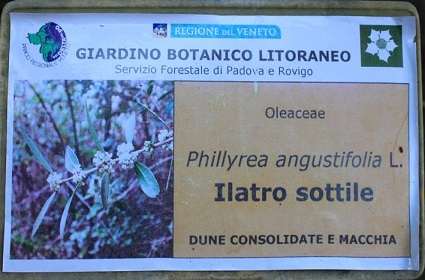 REGIONE DEL VENETO
GIARDINO BOTANICO LITORANEO
Servizio Forestale di Padova e Rovigo
Oleaceae
Phillyrea angustifolia L.
Ilatro sottile
DUNE CONSOLIDATE E MACCHIA